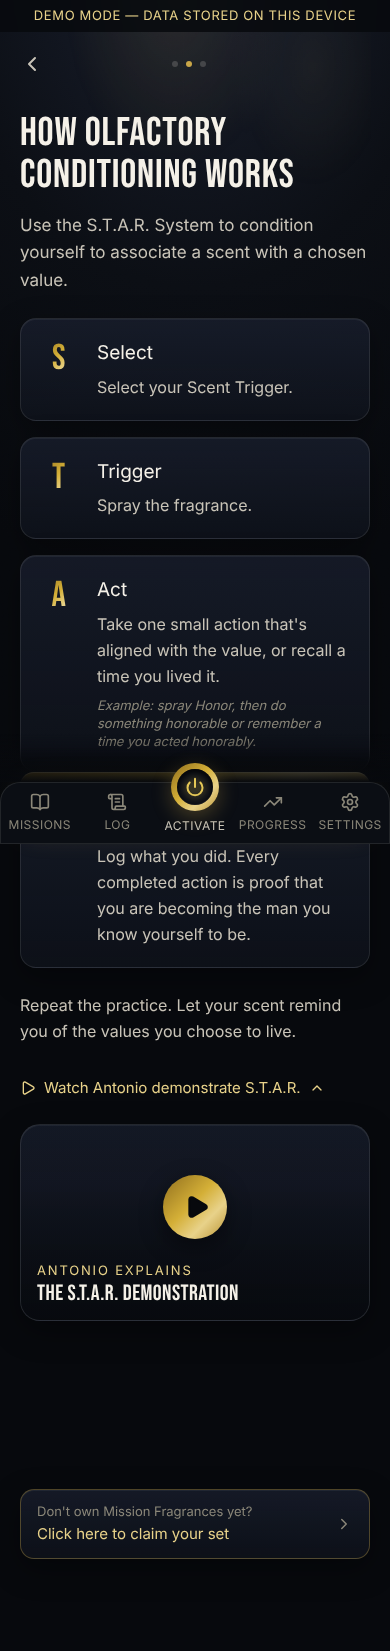 DEMO MODE — DATA STORED ON THIS DEVICE
HOW OLFACTORY
CONDITIONING WORKS
Use the S.T.A.R. System to condition
yourself to associate a scent with a chosen
value.
S
Select
Select your Scent Trigger.
T
Trigger
Spray the fragrance.
A
Act
Take one small action that's
aligned with the value, or recall a
time you lived it.
Example: spray Honor, then do
something honorable or remember a
time you acted honorably.
MISSIONS
LOG
ACTIVATE
PROGRESS
SETTINGS
Log what you did. Every
completed action is proof that
you are becoming the man you
know yourself to be.
Repeat the practice. Let your scent remind
you of the values you choose to live.
Watch Antonio demonstrate S.T.A.R.
ANTONIO EXPLAINS
THE S.T.A.R. DEMONSTRATION
Don't own Mission Fragrances yet?
Click here to claim your set